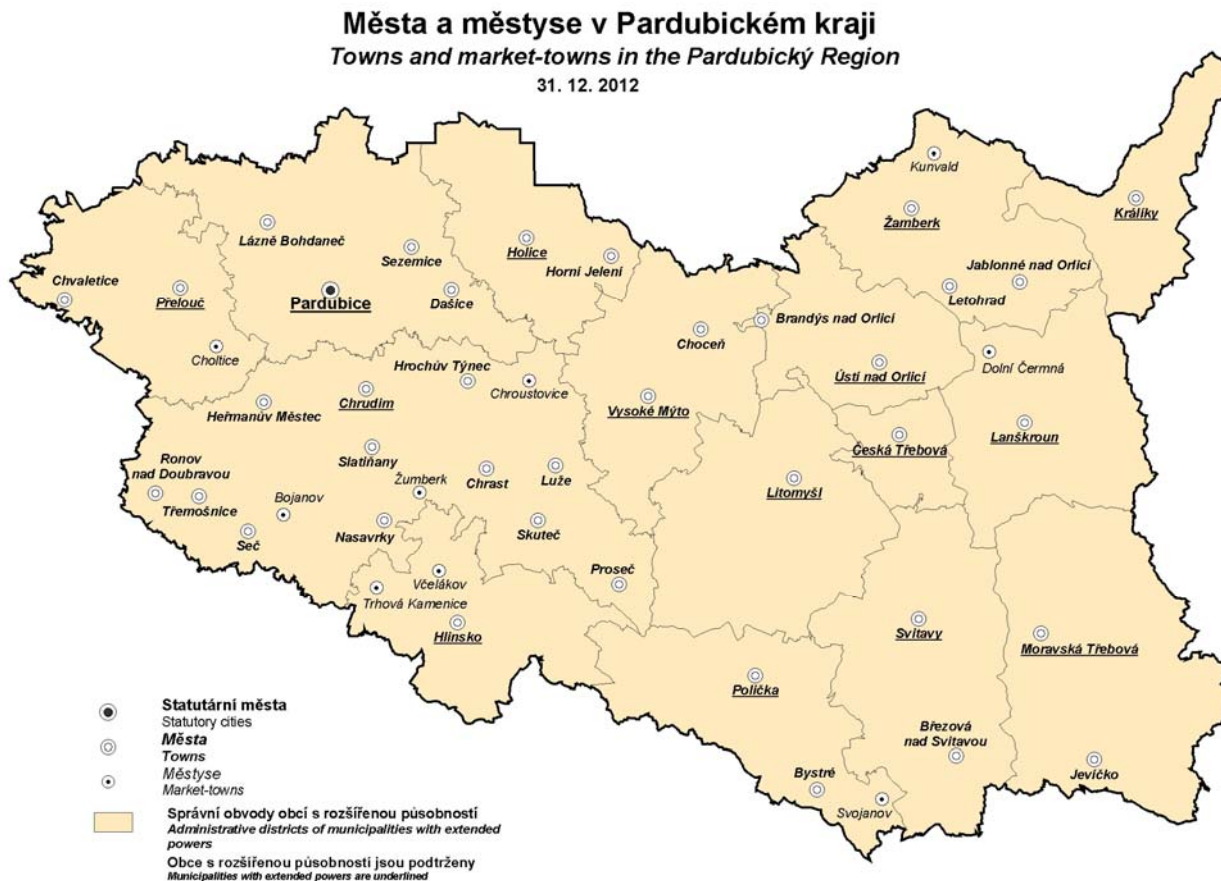 Města a městyse v Pardubickém kraji
Towns and market-towns in the Pardubický Region
31. 12. 2012
Kunvald
Králíky
Žamberk
Lázně Bohdaneč
Holice
Sezemice
Horní Jelení
Jablonné nad Orlicí
Chvaletice
Přelouč
Pardubice
Dašice
Letohrad
Brandýs nad Orlicí
Choceň
Choltice
Dolní Čermná
Hrochův Týnec
Ústí nad Orlicí
Chroustovice
Chrudim
Heřmanův Městec
Vysoké Mýto
Lanškroun
Česká Třebová
Slatiňany
Ronov
nad Doubravou
Žumberk
Chrast
Luže
Litomyšl
Bojanov
Třemošnice
Seč
Nasavrky
Skuteč
Proseč
Včelákov
Trhová Kamenice
Hlinsko
Svitavy
Moravská Třebová
Polička
Březová
nad Svitavou
Bystré
Jevíčko
Svojanov
Statutární města
Statutory cities
Města
Towns
Městyse
Market-towns
Správní obvody obcí s rozšířenou působností
Administrative districts of municipalities with extended
powers
Obce s rozšířenou působností jsou podtrženy
Municipalities with extended powers are underlined